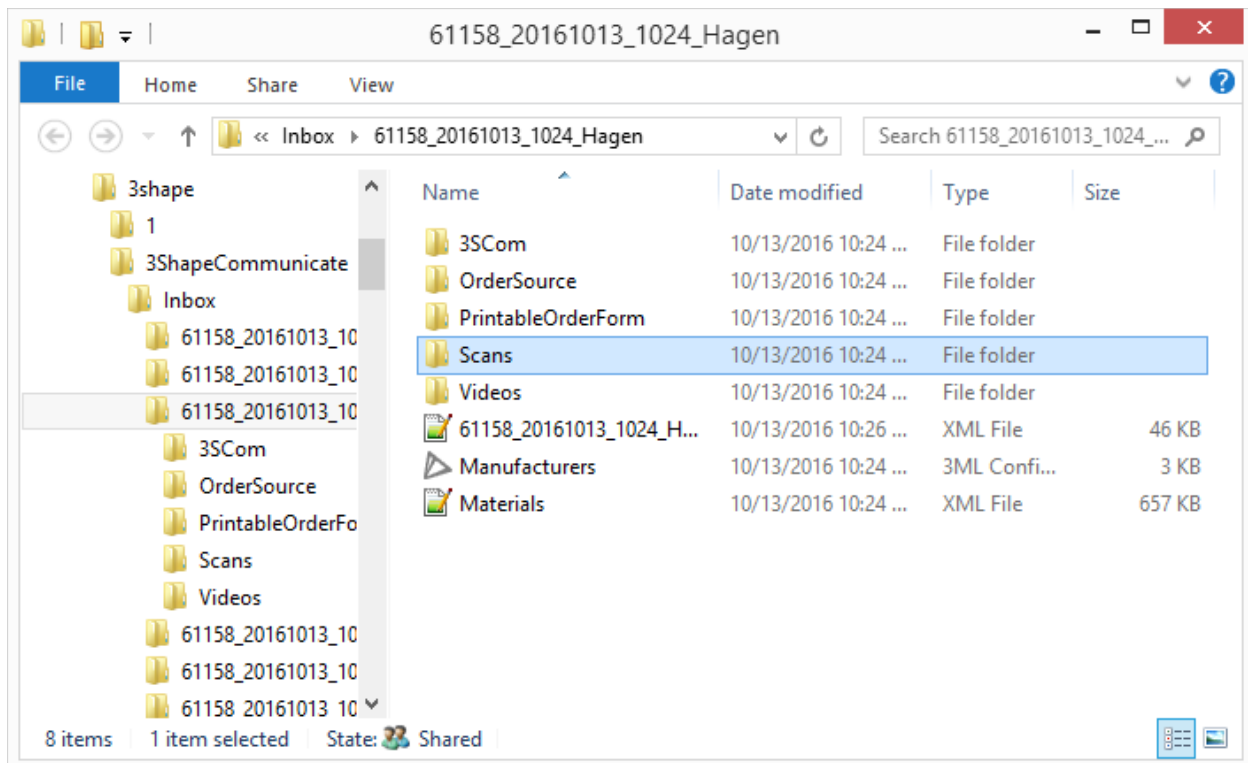 61158_20161013_1024_Hagen
File Home Share View
« Inbox 61158_20161013_1024_Hagen Search 61158_20161013_1024_...
3shape
1
3ShapeCommunicate
Inbox
61158_20161013_10
61158_20161013_10
61158_20161013_10
3SCom
OrderSource
PrintableOrderFo
Scans
Videos
61158_20161013_10
61158_20161013_10
61158 20161013 10
Name Date modified Type Size
3SCom 10/13/2016 10:24 ... File folder
OrderSource 10/13/2016 10:24 ... File folder
PrintableOrderForm 10/13/2016 10:24 ... File folder
Scans 10/13/2016 10:24 ... File folder
Videos 10/13/2016 10:24 ... File folder
61158_20161013_1024_H... 10/13/2016 10:26 ... XML File 46 KB
Manufacturers 10/13/2016 10:24 ... 3ML Confi... 3 KB
Materials 10/13/2016 10:24 ... XML File 657 KB
8 items 1 item selected State: Shared